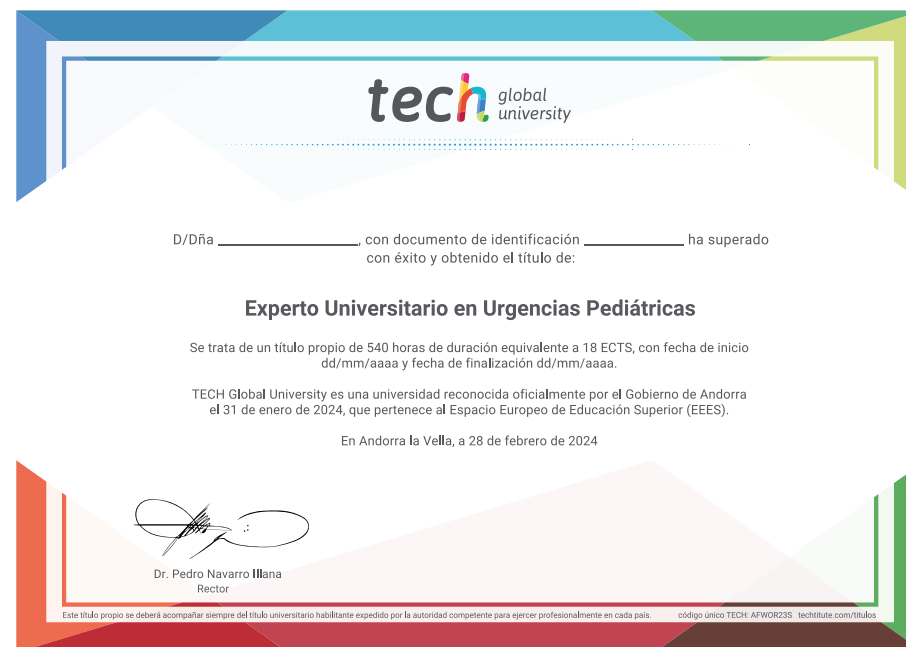 tech global university
D/Dña ____________________, con documento de identificación ______________ ha superado
con éxito y obtenido el título de:
Experto Universitario en Urgencias Pediátricas
Se trata de un título propio de 540 horas de duración equivalente a 18 ECTS, con fecha de inicio
dd/mm/aaaa y fecha de finalización dd/mm/aaaa.
TECH Global University es una universidad reconocida oficialmente por el Gobierno de Andorra
el 31 de enero de 2024, que pertenece al Espacio Europeo de Educación Superior (EEES).
En Andorra la Vella, a 28 de febrero de 2024
Dr. Pedro Navarro Illana
Rector
Este título propio se deberá acompañar siempre del título universitario habilitante expedido por la autoridad competente para ejercer profesionalmente en cada país. código único TECH: AFWOR23S techtitute.com/titulos